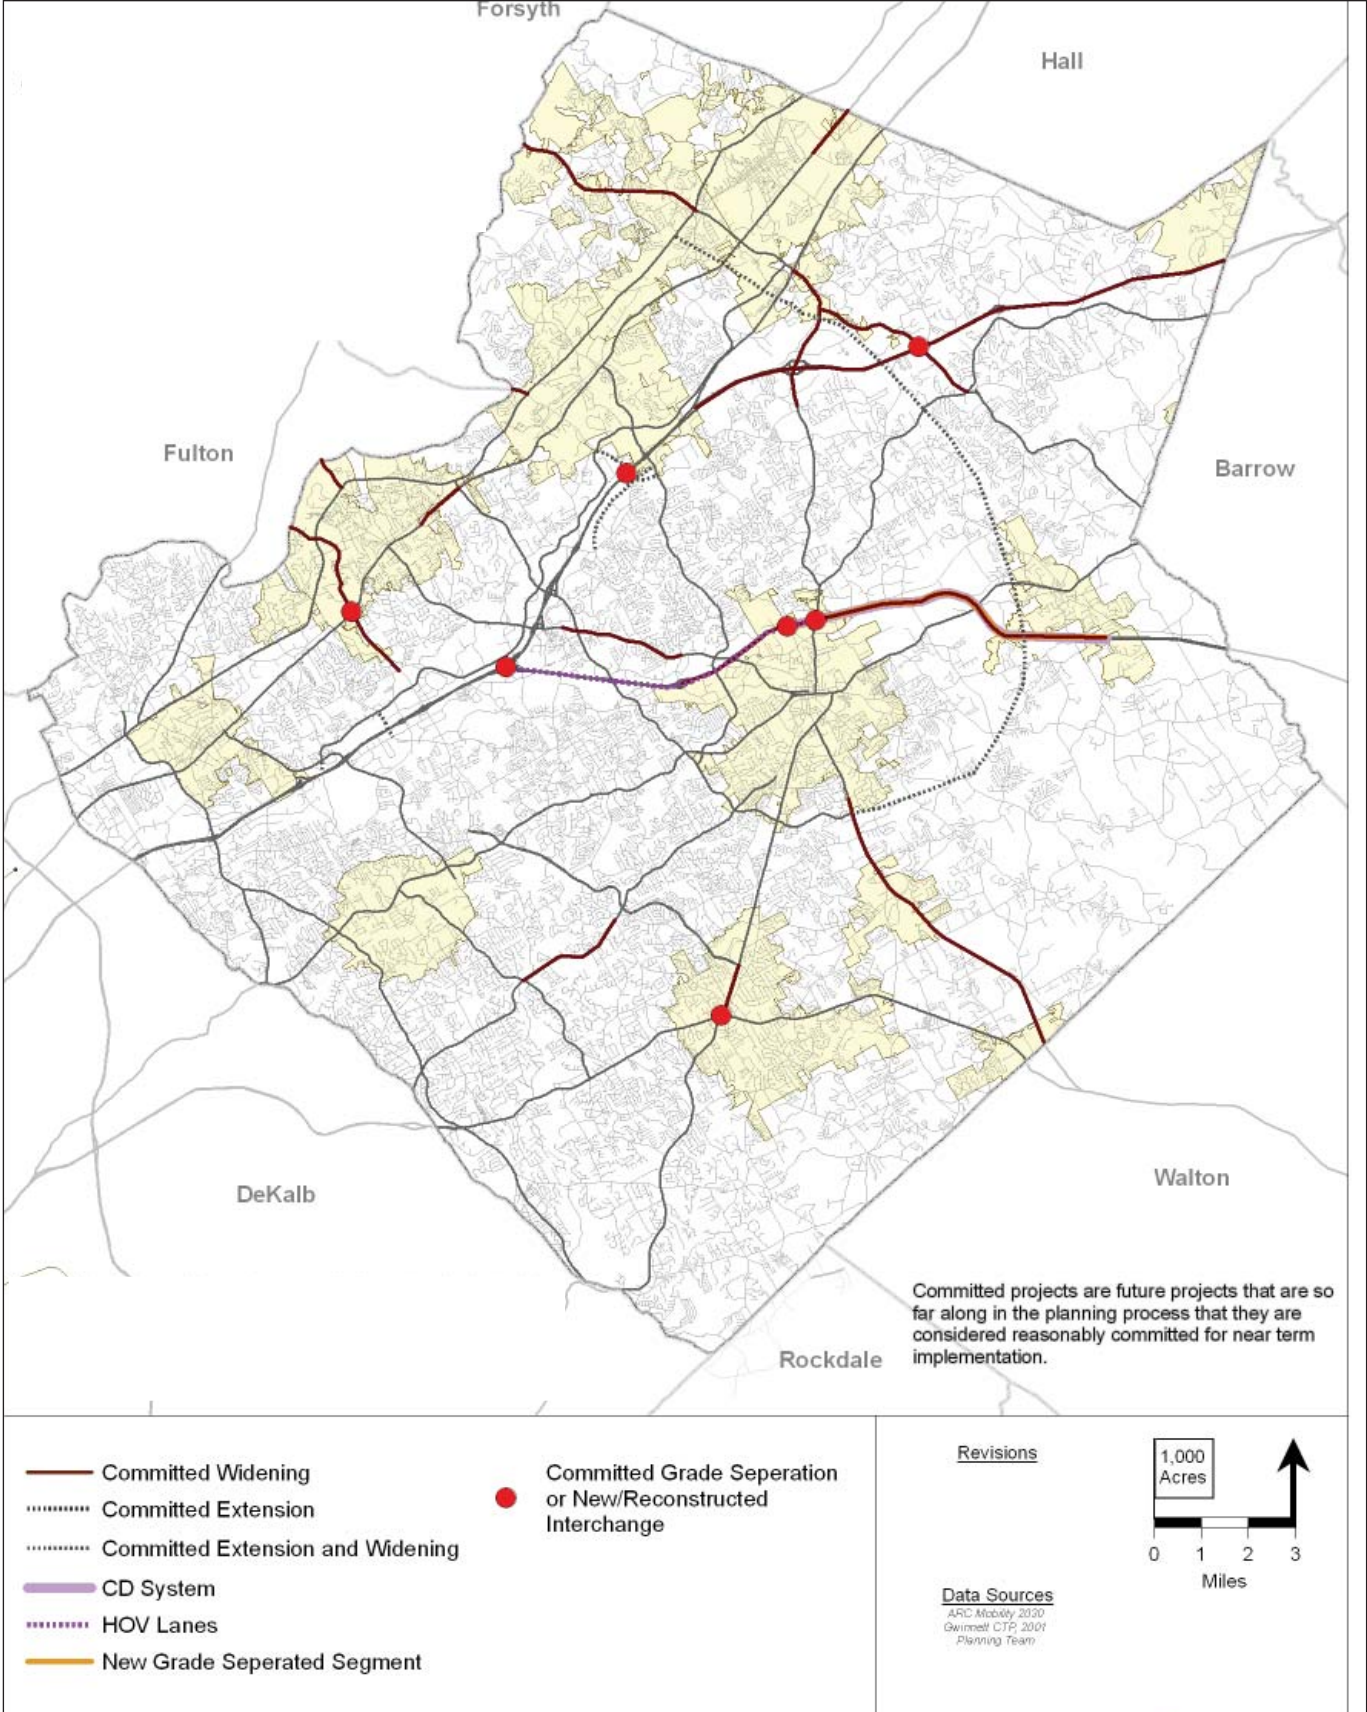 Forsyth
Hall
Fulton
Barrow
DeKalb
Walton
Rockdale
Committed projects are future projects that are so
far along in the planning process that they are
considered reasonably committed for near term
implementation.
Committed Widening
Committed Extension
Committed Extension and Widening
CD System
HOV Lanes
New Grade Seperated Segment
Committed Grade Seperation
or New/Reconstructed
Interchange
Revisions
Data Sources
ARC Mobility 2030
Gwinnett CTP, 2001
Planning Team
1,000
Acres
0 1 2 3
Miles